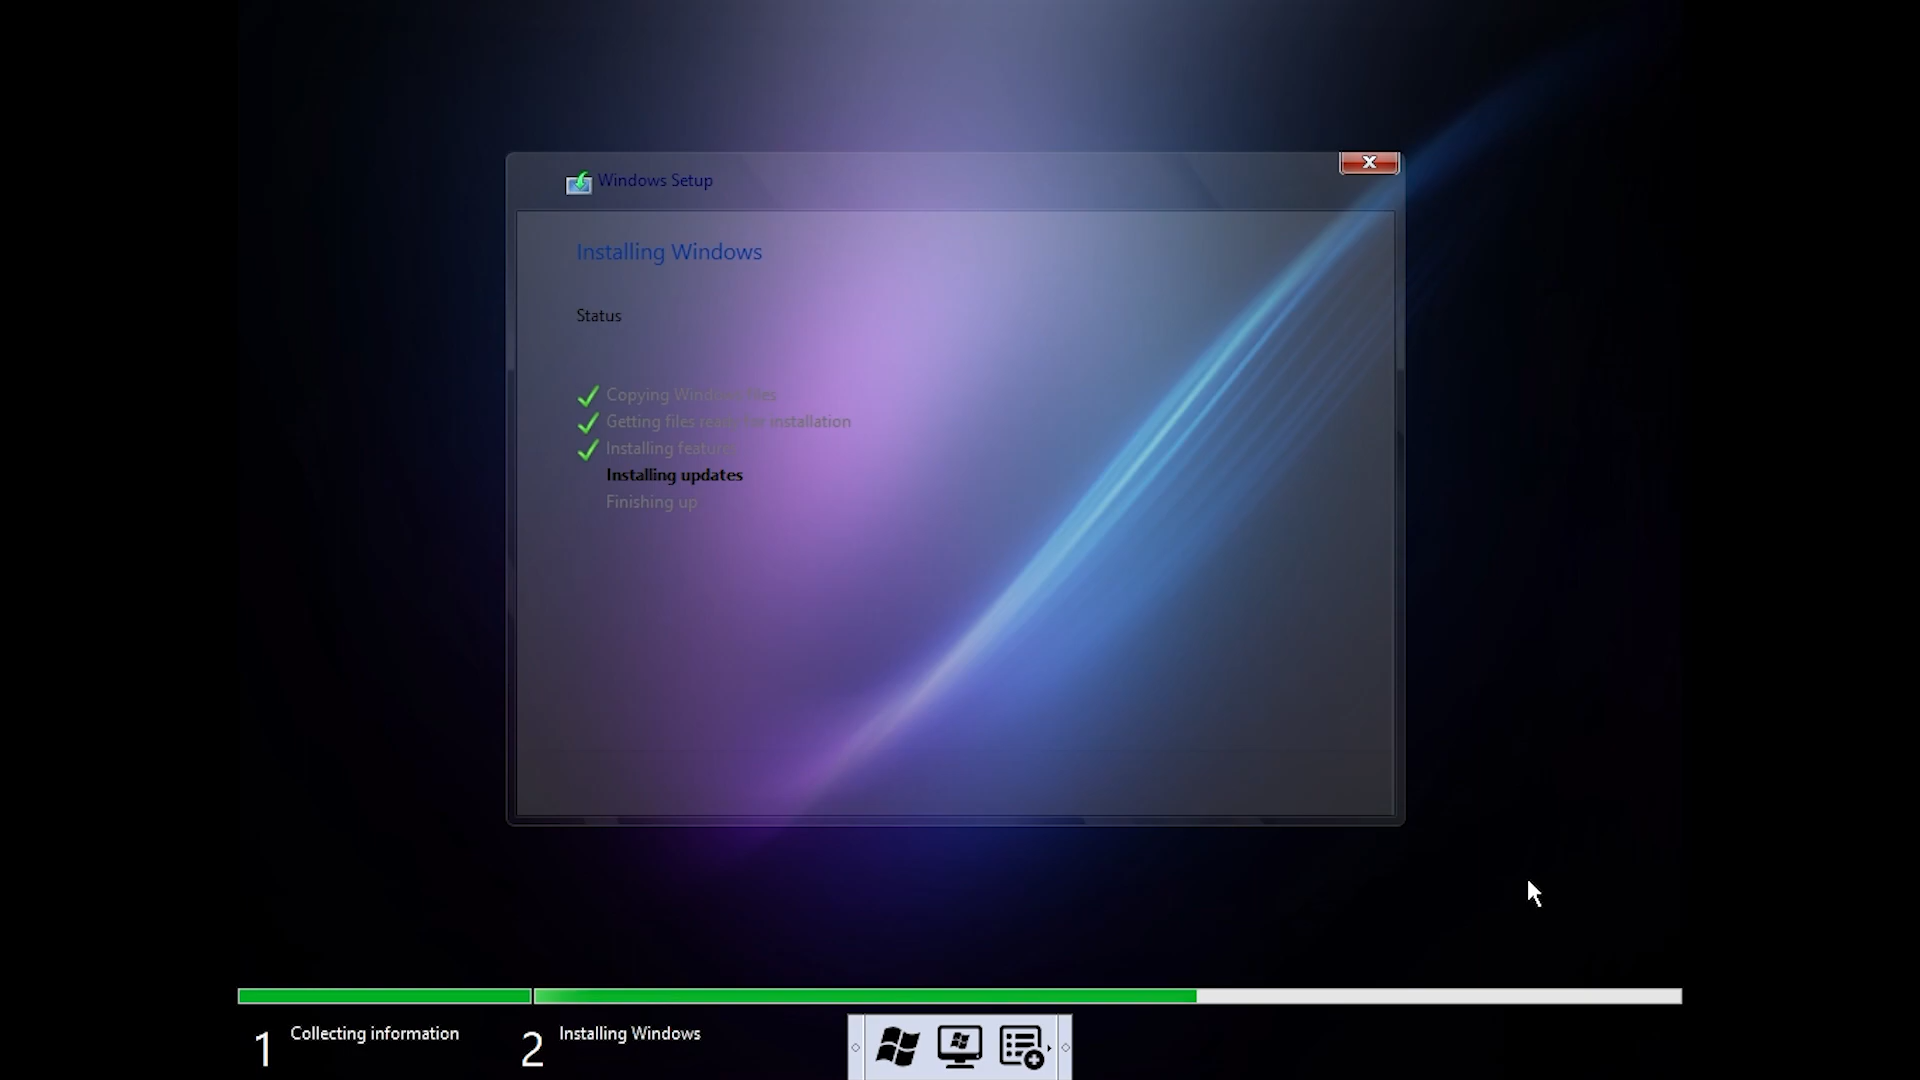 Windows Setup
Installing Windows
Status
Copying Windows files
Getting files ready for installation
Installing features
Installing updates
Finishing up
1 Collecting information
2 Installing Windows